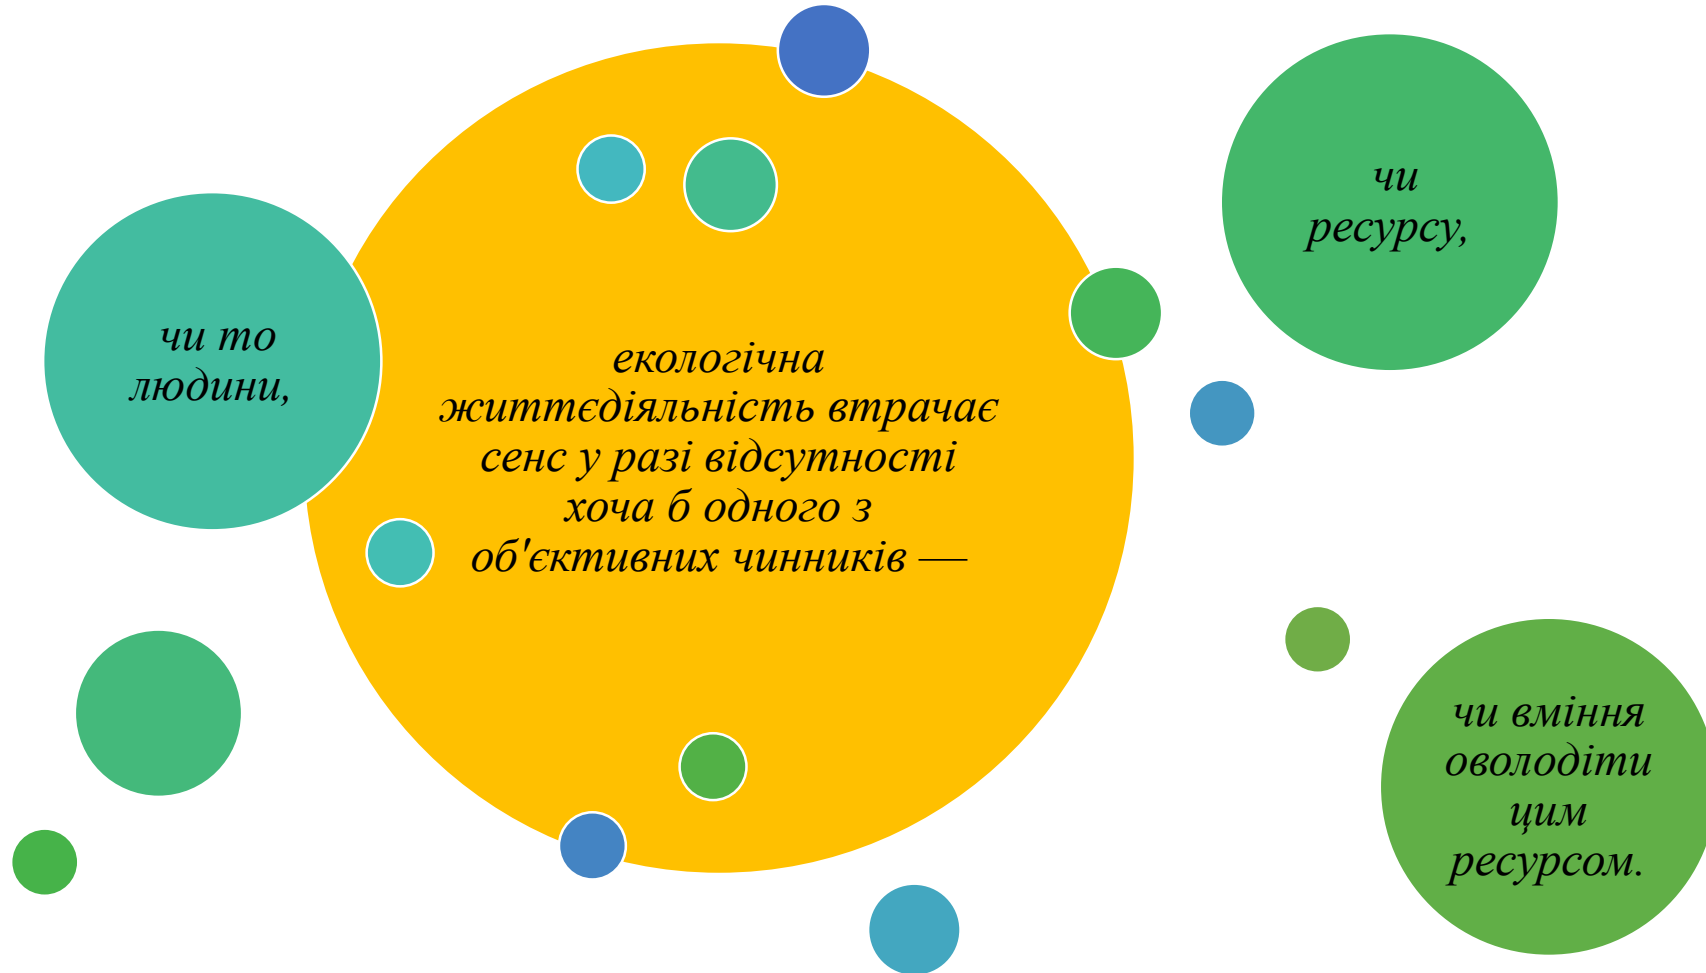 екологічна
життєдіяльність втрачає
сенс у разі відсутності
хоча б одного з
об'єктивних чинників —
чи то
людини,
чи
ресурсу,
чи вміння
оволодіти
цим
ресурсом.